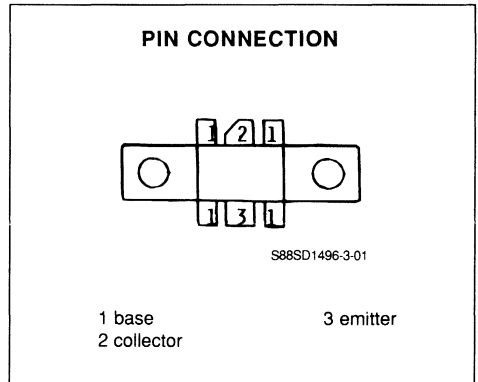 PIN CONNECTION
1 2 1
1 3 1
S88SD1496-3-01
1 base 3 emitter
2 collector